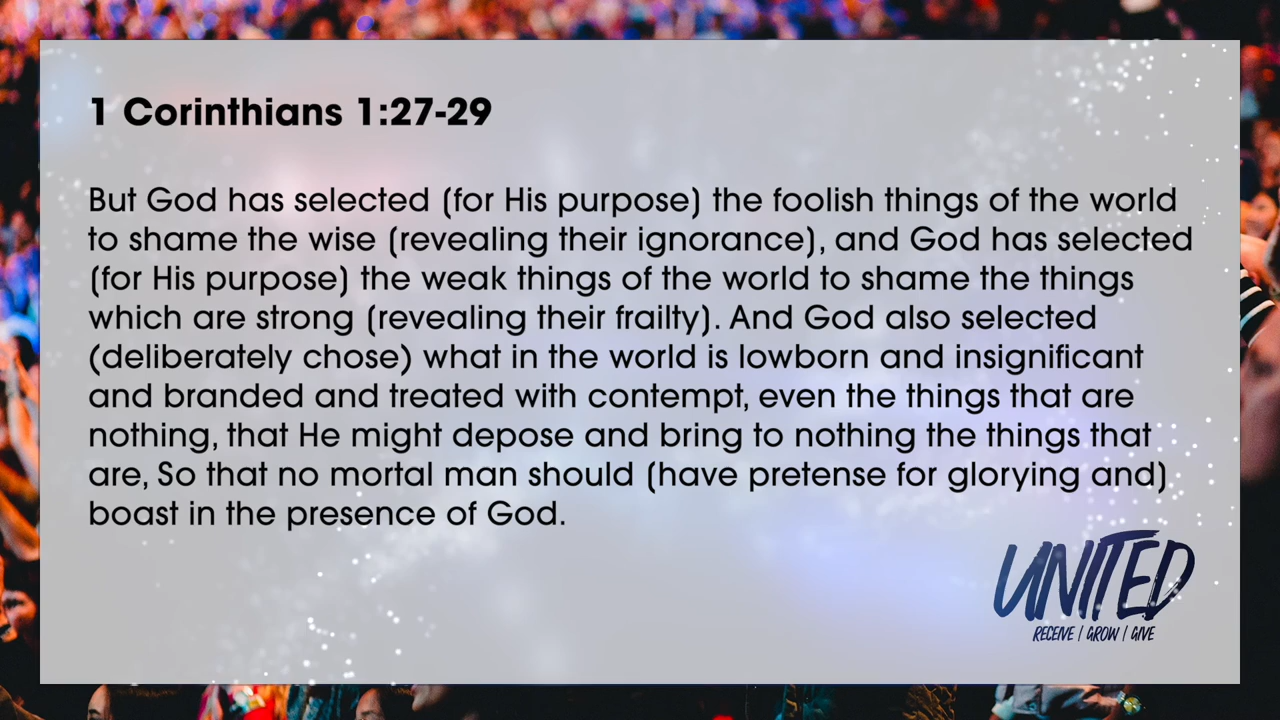 1 Corinthians 1:27-29
But God has selected (for His purpose) the foolish things of the world
to shame the wise (revealing their ignorance), and God has selected
(for His purpose) the weak things of the world to shame the things
which are strong (revealing their frailty). And God also selected
(deliberately chose) what in the world is lowborn and insignificant
and branded and treated with contempt, even the things that are
nothing, that He might depose and bring to nothing the things that
are, So that no mortal man should (have pretense for glorying and)
boast in the presence of God.
UNITED
RECEIVE / GROW / GIVE